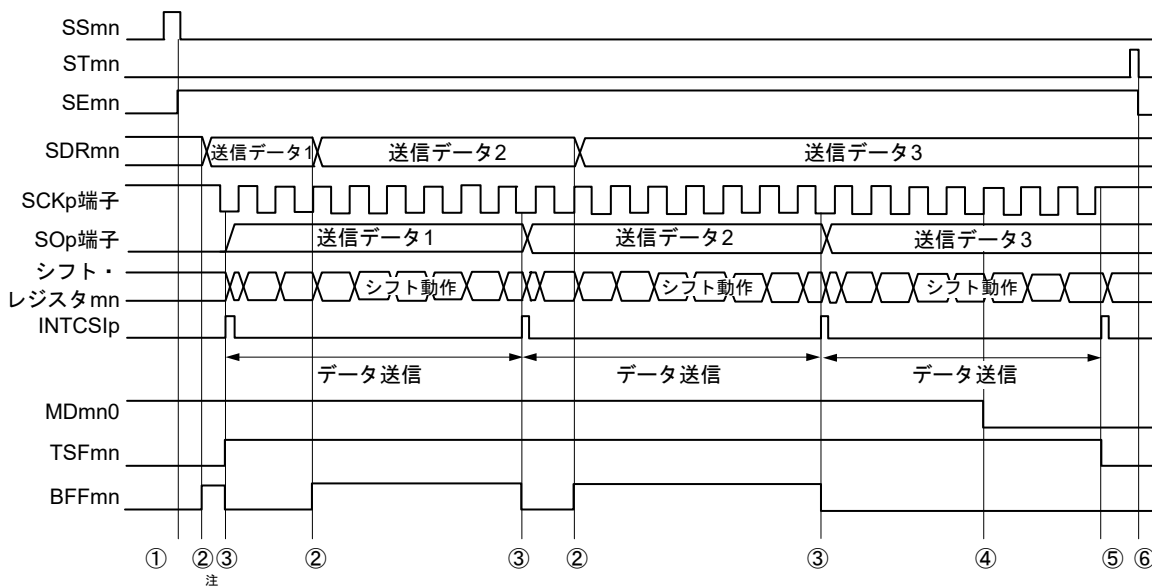 SSmn
STmn
SEmn
SDRmn
送信データ1
送信データ2
送信データ3
SCKp端子
SOp端子
送信データ1
送信データ2
送信データ3
シフト・
レジスタmn
シフト動作
シフト動作
シフト動作
INTCSIp
データ送信
データ送信
データ送信
MDmn0
TSFmn
BFFmn
① ② ③ ② ③ ② ③ ④ ⑤ ⑥
注